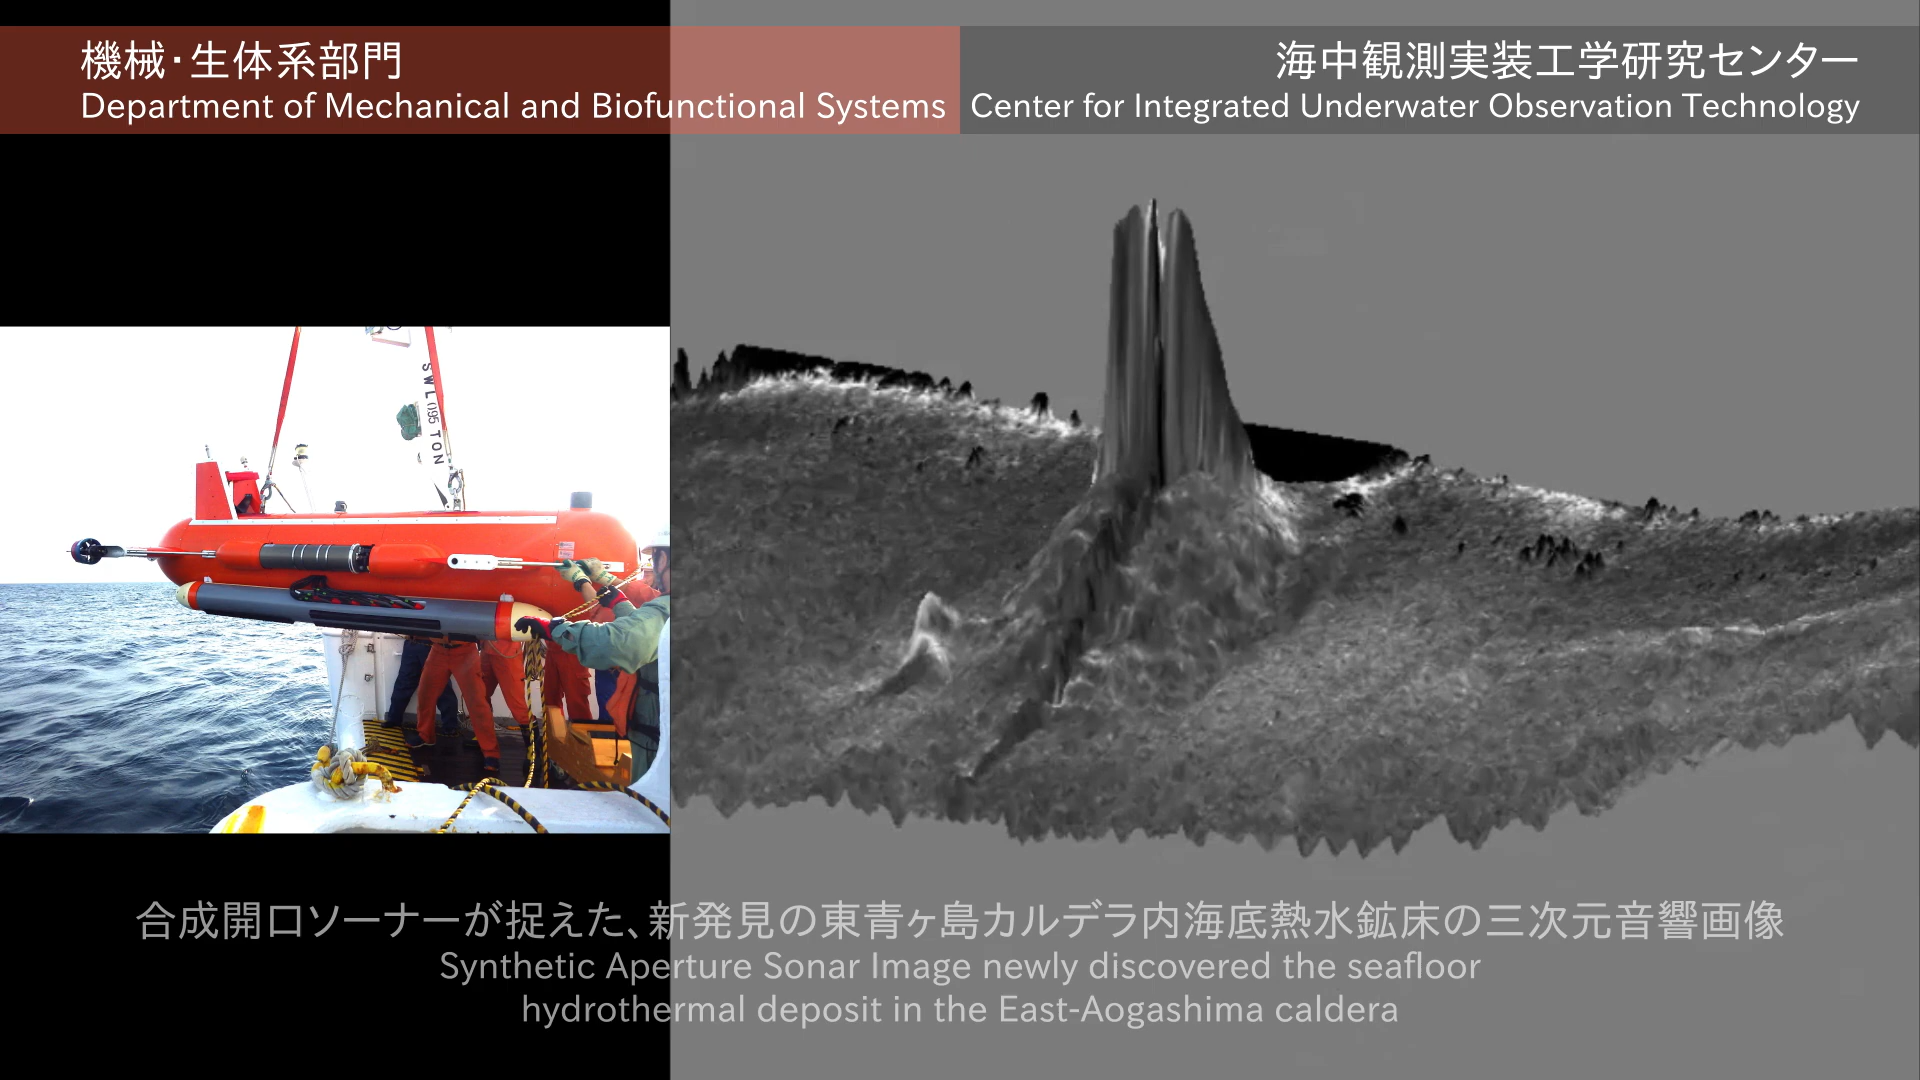 機械・生体系部門
Department of Mechanical and Biofunctional Systems
海中観測実装工学研究センター
Center for Integrated Underwater Observation Technology
SWL 0.95 TON
合成開口ソーナーが捉えた、新発見の東青ヶ島カルデラ内海底熱水鉱床の三次元音響画像
Synthetic Aperture Sonar Image newly discovered the seafloor
hydrothermal deposit in the East-Aogashima caldera